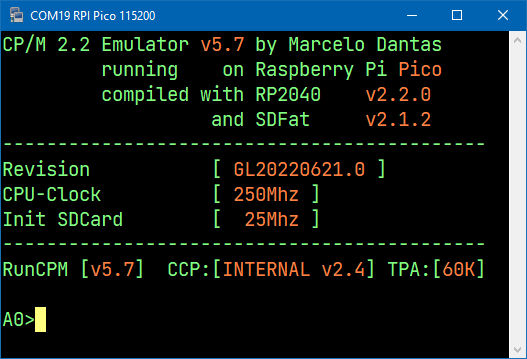 COM19 RPI Pico 115200
CP/M 2.2 Emulator v5.7 by Marcelo Dantas
running on Raspberry Pi Pico
compiled with RP2040 v2.2.0
and SDFat v2.1.2
--------------------------------------------
Revision [ GL20220621.0 ]
CPU-Clock [ 250Mhz ]
Init SDCard [ 25Mhz ]
--------------------------------------------
RunCPM [v5.7] CCP:[INTERNAL v2.4] TPA:[60K]
A0>